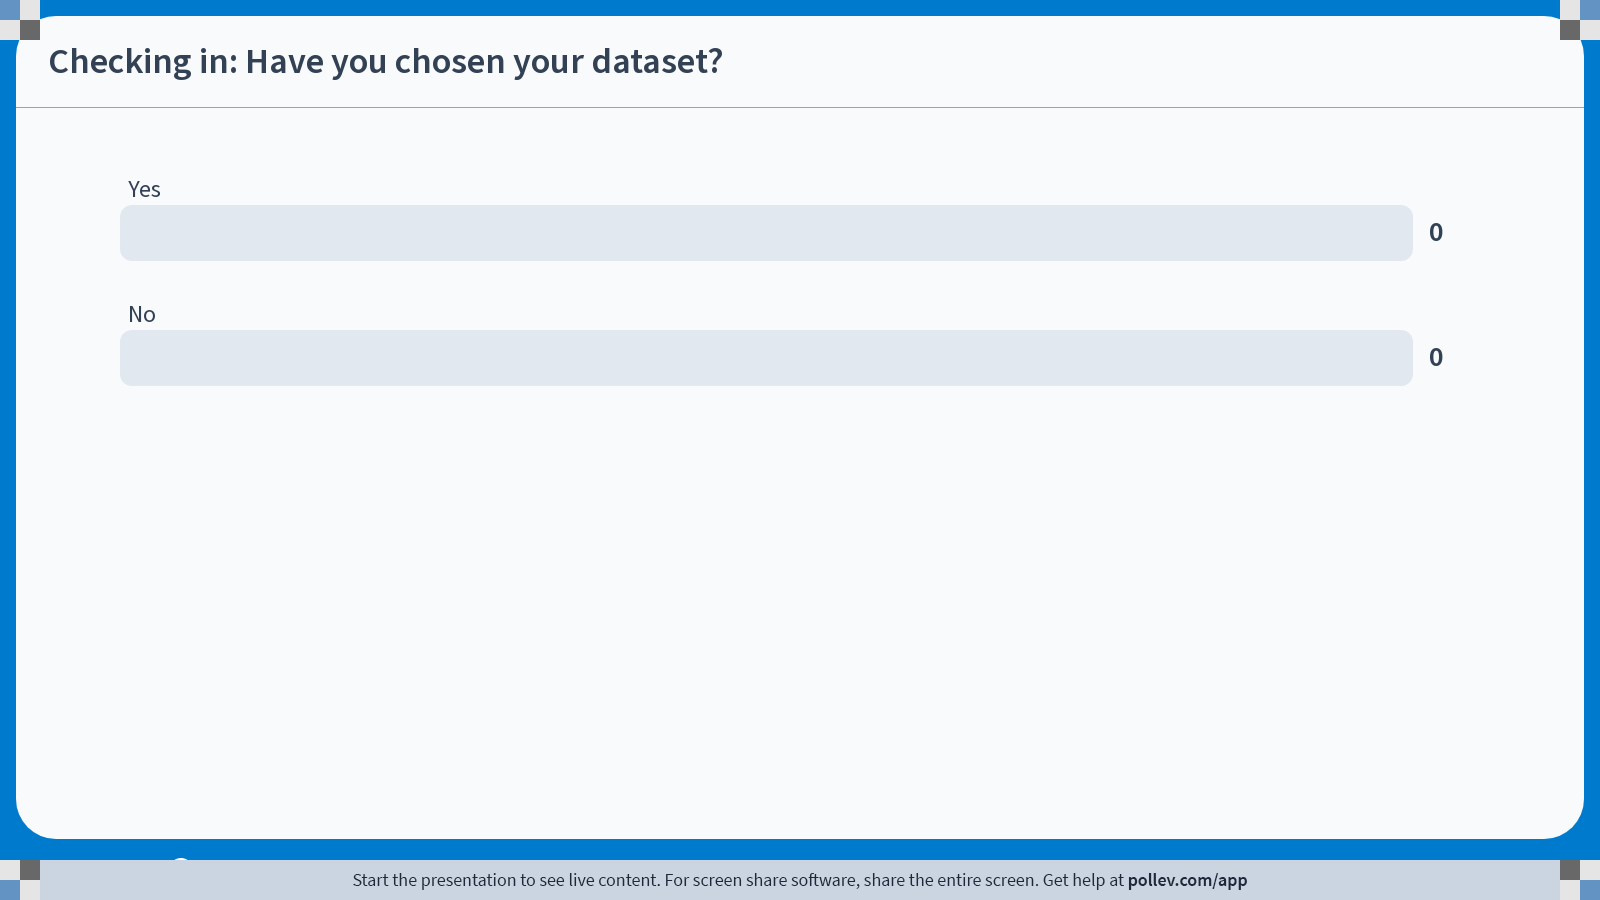 Checking in: Have you chosen your dataset?
Yes
0
No
0
Start the presentation to see live content. For screen share software, share the entire screen. Get help at pollev.com/app